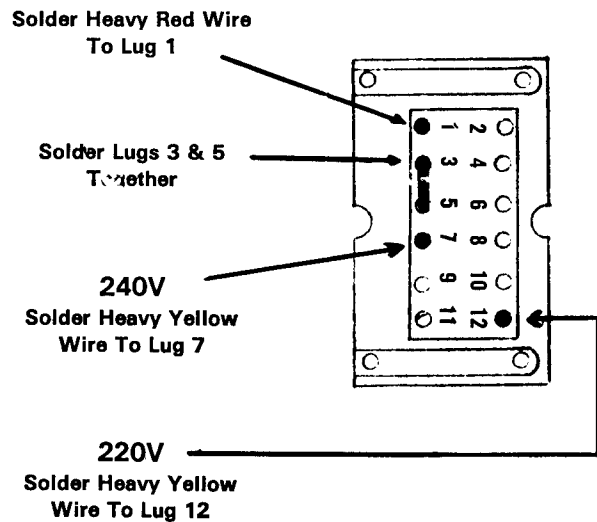 Solder Heavy Red Wire
To Lug 1
Solder Lugs 3 & 5
Together
240V
Solder Heavy Yellow
Wire To Lug 7
220V
Solder Heavy Yellow
Wire To Lug 12
1 2
3 4
5 6
7 8
9 10
11 12